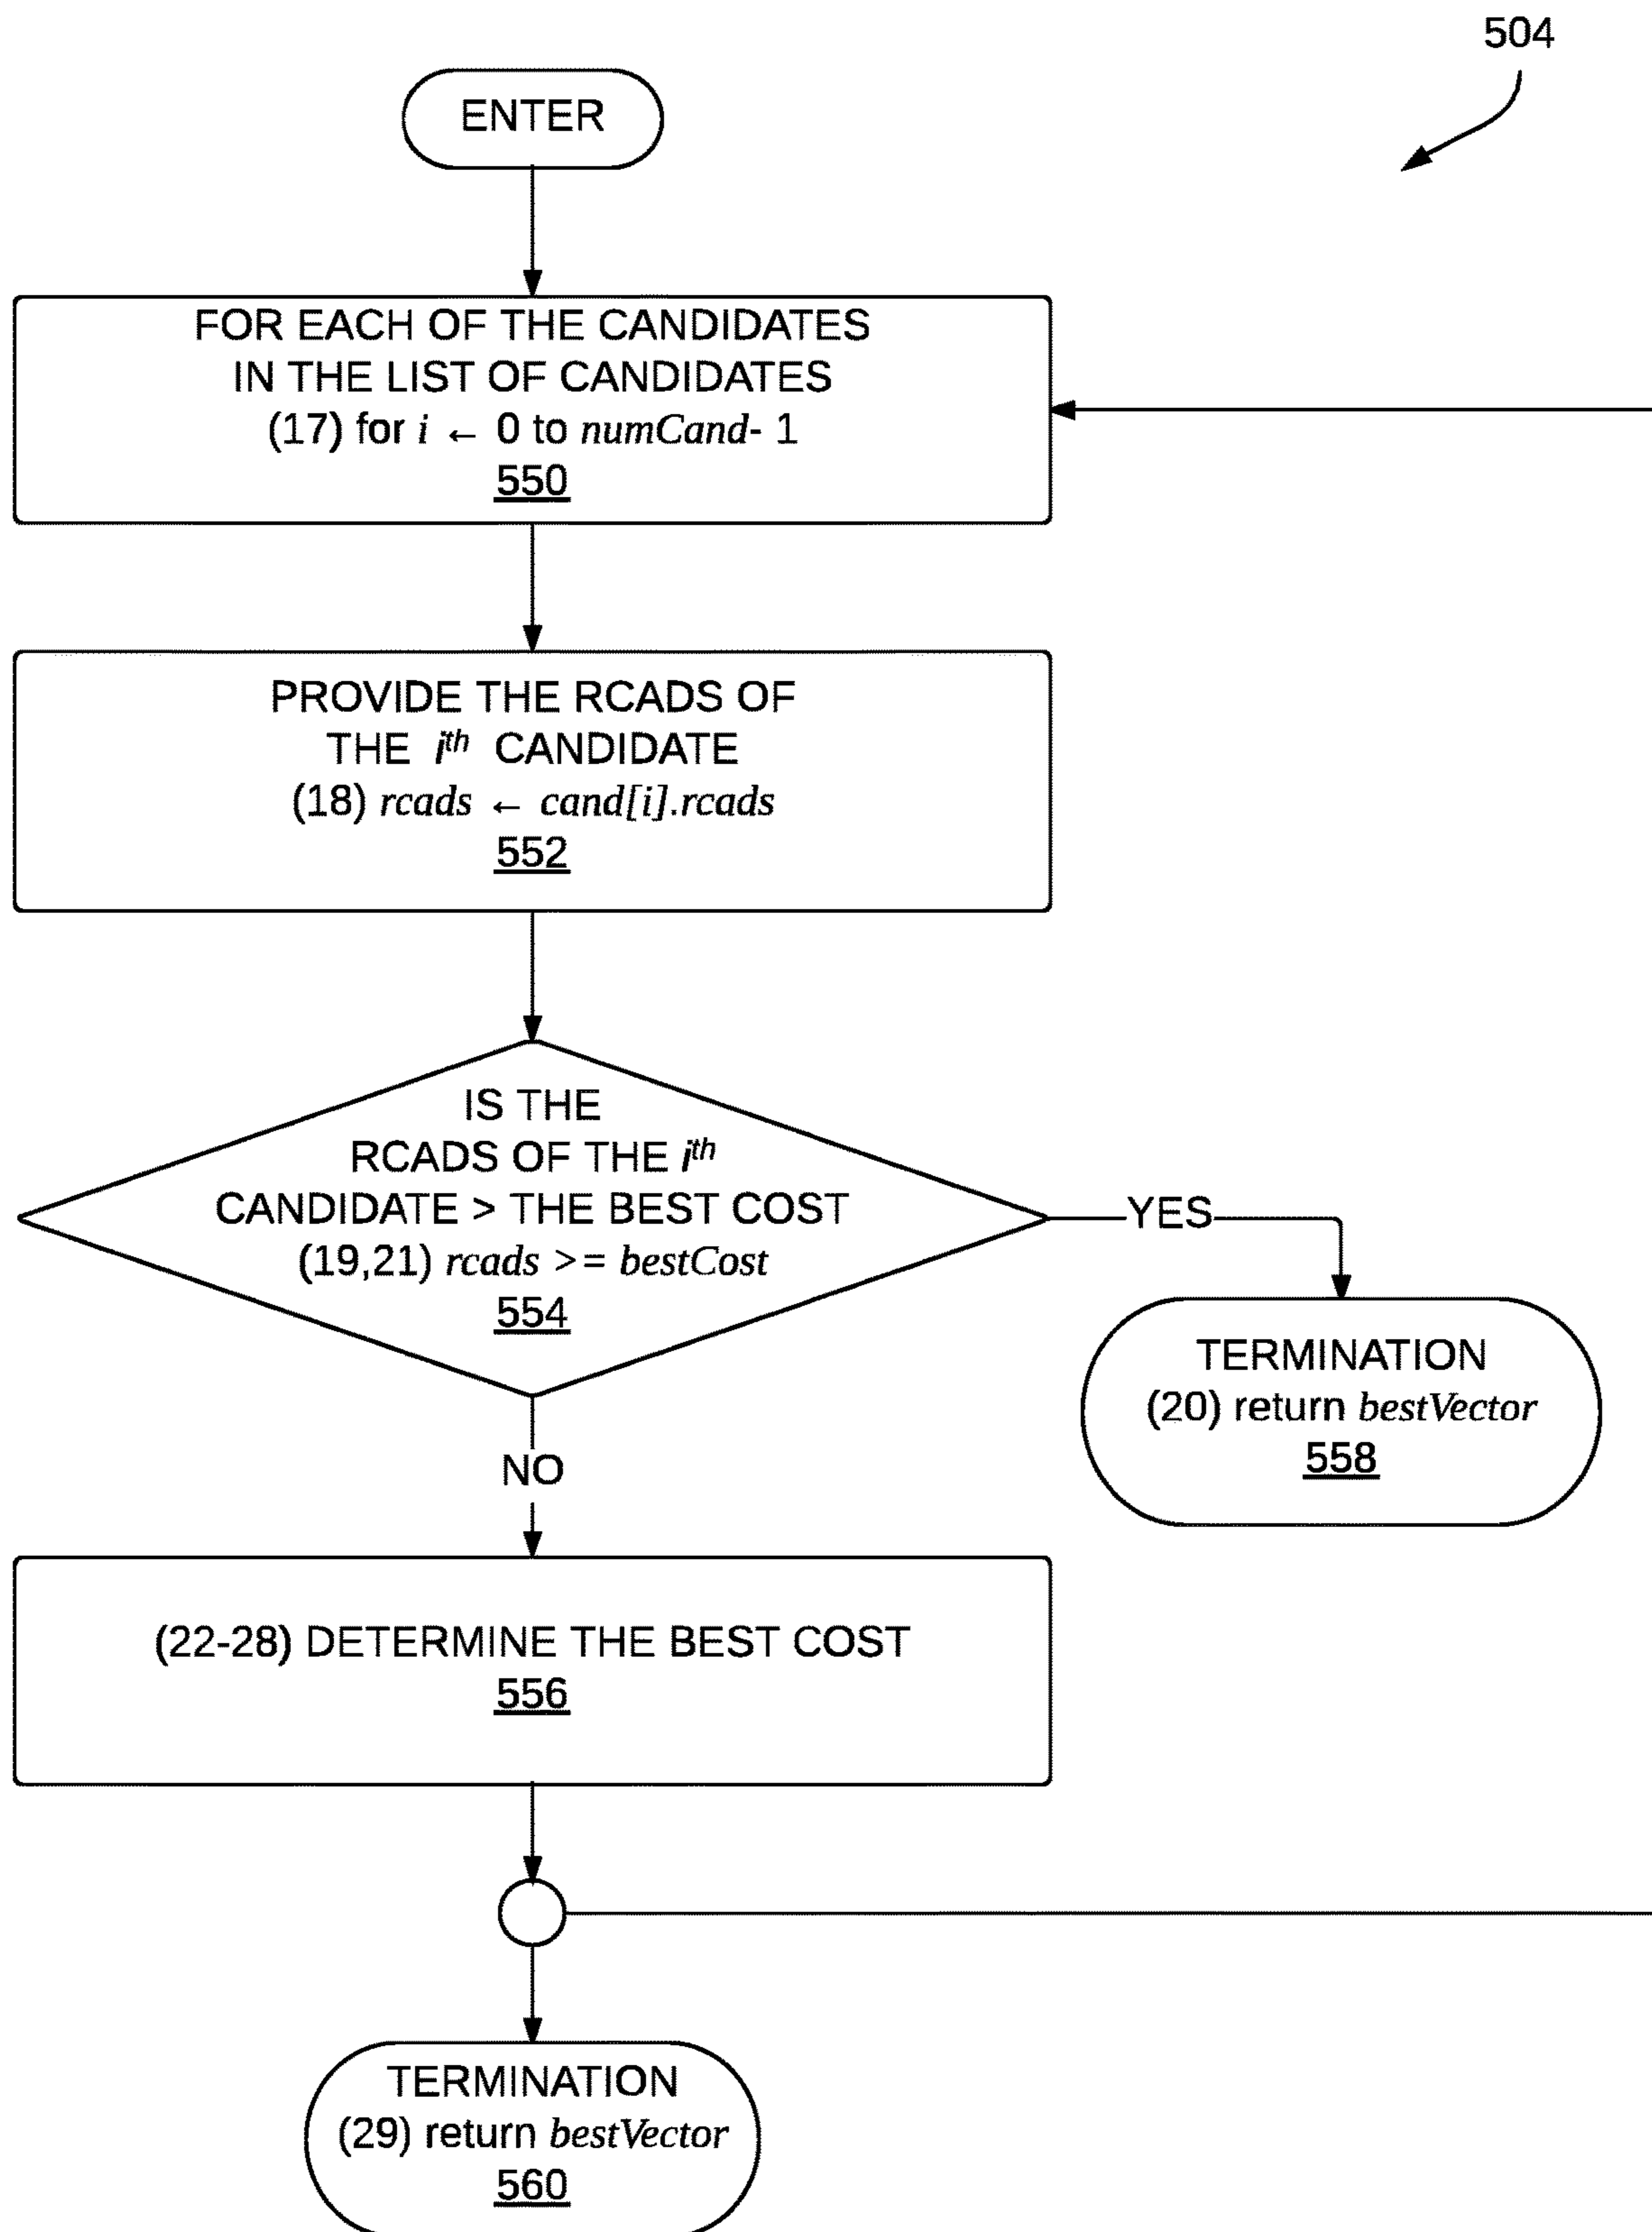 504
ENTER
FOR EACH OF THE CANDIDATES
IN THE LIST OF CANDIDATES
(17) for i ← 0 to numCand- 1
550
PROVIDE THE RCADS OF
THE ith CANDIDATE
(18) rcads ← cand[i].rcads
552
IS THE
RCADS OF THE ith
CANDIDATE > THE BEST COST
(19,21) rcads >= bestCost
554
YES
TERMINATION
(20) return bestVector
558
NO
(22-28) DETERMINE THE BEST COST
556
TERMINATION
(29) return bestVector
560